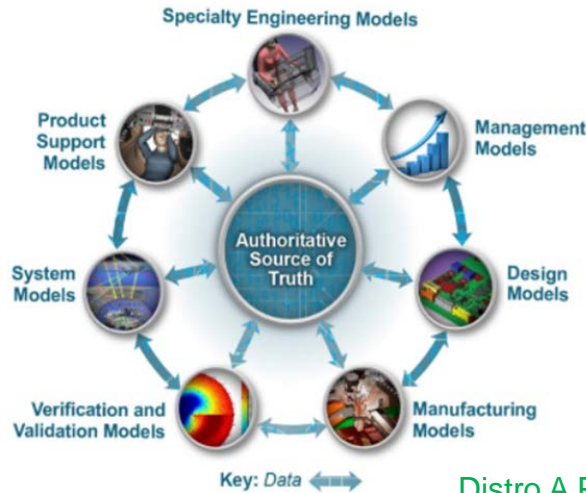 Specialty Engineering Models
Product
Support
Models
Management
Models
Authoritative
Source of
Truth
System
Models
Design
Models
Verification and
Validation Models
Manufacturing
Models
Key: Data
Distro A